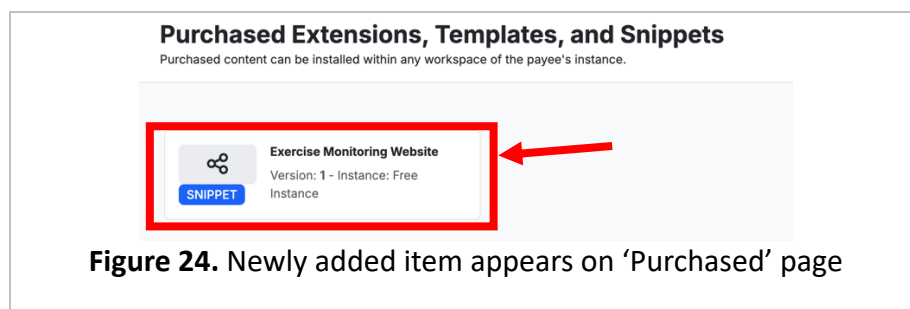 Purchased Extensions, Templates, and Snippets
Purchased content can be installed within any workspace of the payee's instance.
Exercise Monitoring Website
Version: 1 - Instance: Free
Instance
SNIPPET
Figure 24. Newly added item appears on ‘Purchased’ page